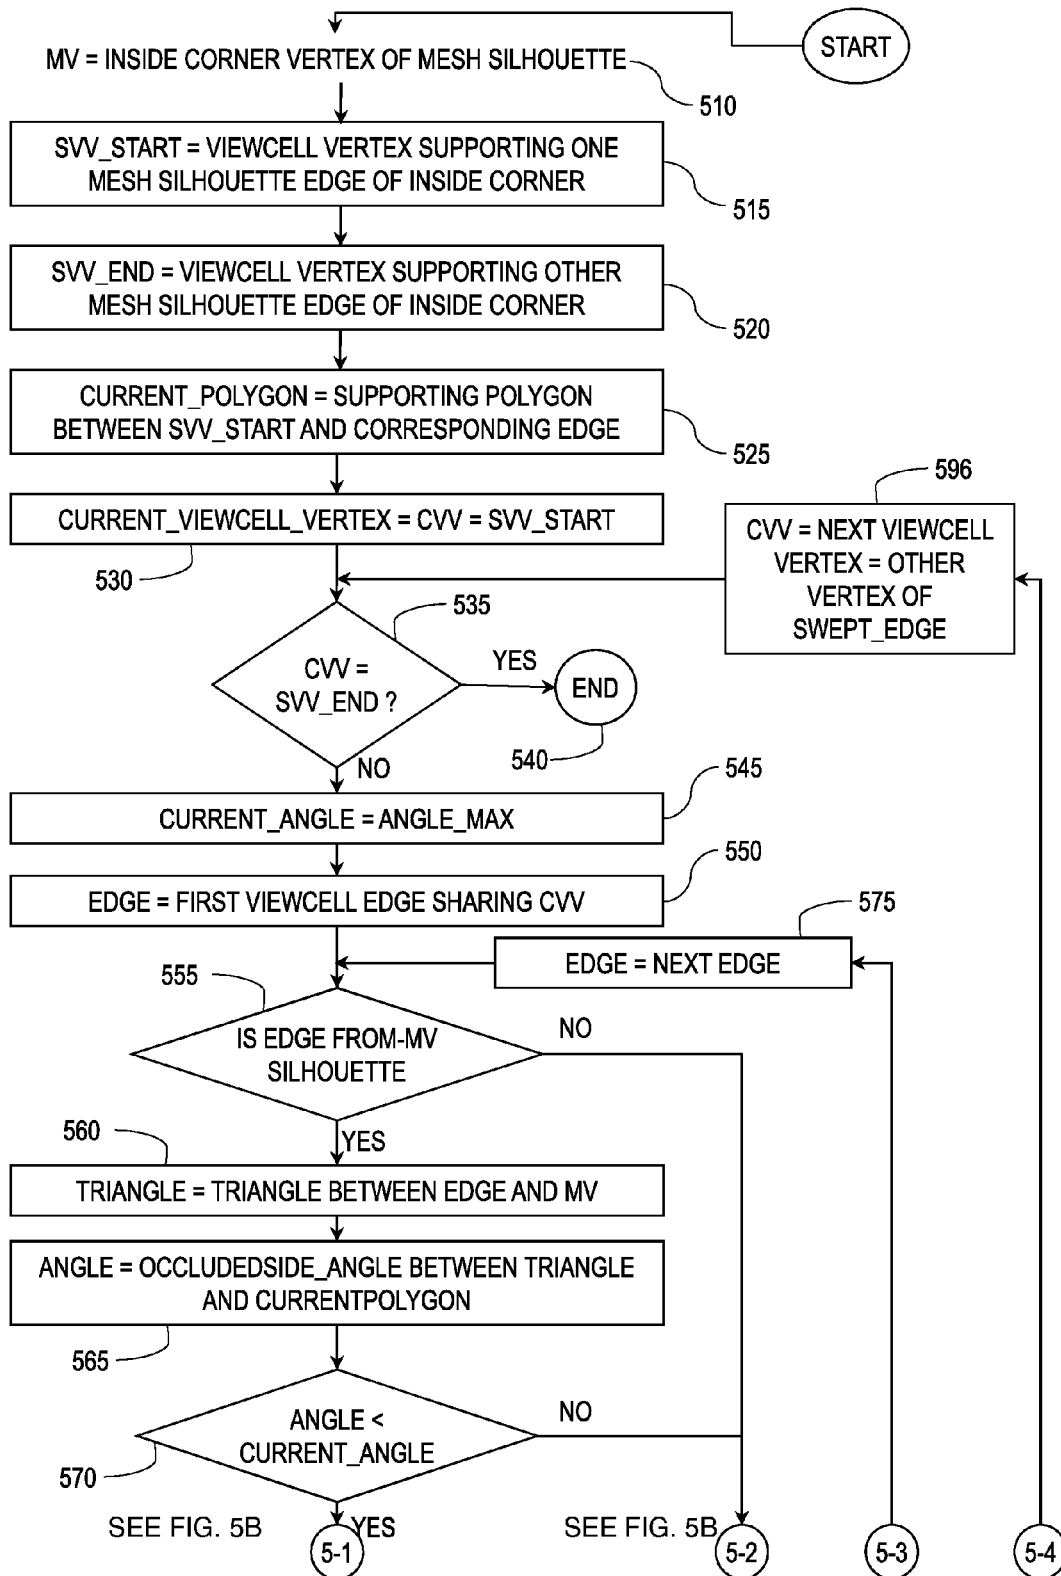 START
MV = INSIDE CORNER VERTEX OF MESH SILHOUETTE
510
SVV_START = VIEWCELL VERTEX SUPPORTING ONE
MESH SILHOUETTE EDGE OF INSIDE CORNER
515
SVV_END = VIEWCELL VERTEX SUPPORTING OTHER
MESH SILHOUETTE EDGE OF INSIDE CORNER
520
CURRENT_POLYGON = SUPPORTING POLYGON
BETWEEN SVV_START AND CORRESPONDING EDGE
525
CURRENT_VIEWCELL_VERTEX = CVV = SVV_START
530
596
CVV = NEXT VIEWCELL
VERTEX = OTHER
VERTEX OF
SWEPT_EDGE
535
CVV =
SVV_END ?
YES
END
540
NO
545
CURRENT_ANGLE = ANGLE_MAX
550
EDGE = FIRST VIEWCELL EDGE SHARING CVV
575
EDGE = NEXT EDGE
555
IS EDGE FROM-MV
SILHOUETTE
NO
YES
560
TRIANGLE = TRIANGLE BETWEEN EDGE AND MV
ANGLE = OCCLUDEDSIDE_ANGLE BETWEEN TRIANGLE
AND CURRENTPOLYGON
565
ANGLE <
CURRENT_ANGLE
NO
570
YES
SEE FIG. 5B
5-1
SEE FIG. 5B
5-2
5-3
5-4